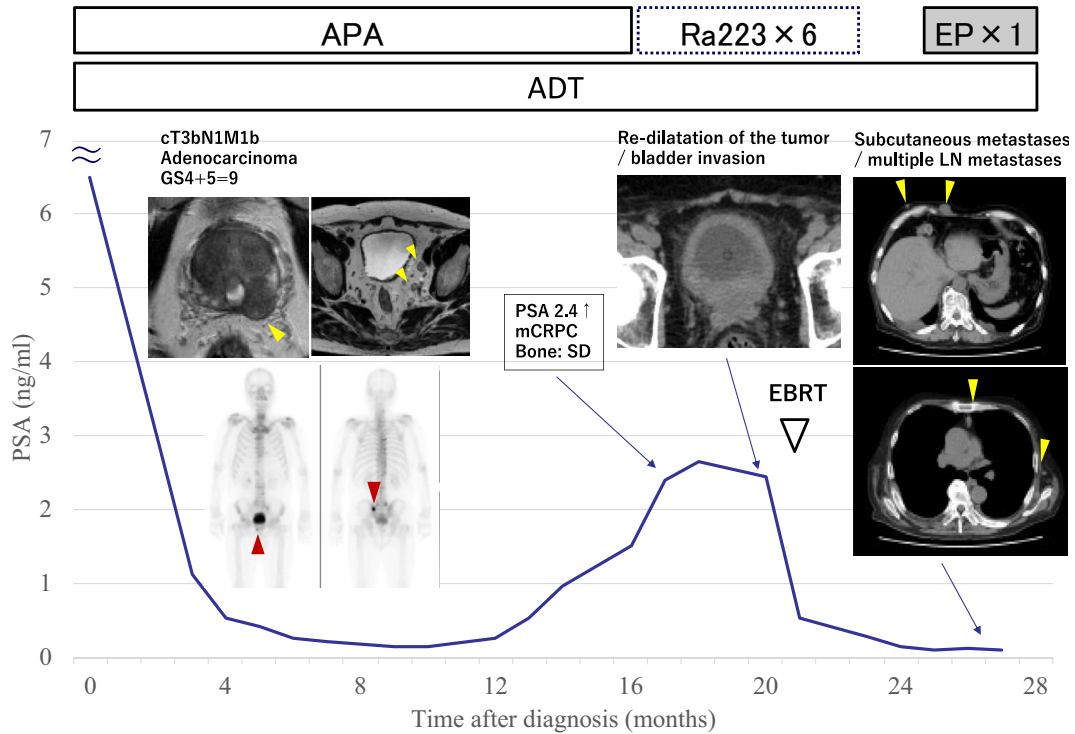 APA
Ra223×6
EP×1
ADT
7
6
5
4
3
2
1
0
PSA (ng/ml)
cT3bN1M1b
Adenocarcinoma
GS4+5=9
PSA 2.4↑
mCRPC
Bone: SD
Re-dilatation of the tumor
/ bladder invasion
EBRT
Subcutaneous metastases
/ multiple LN metastases
0 4 8 12 16 20 24 28
Time after diagnosis (months)